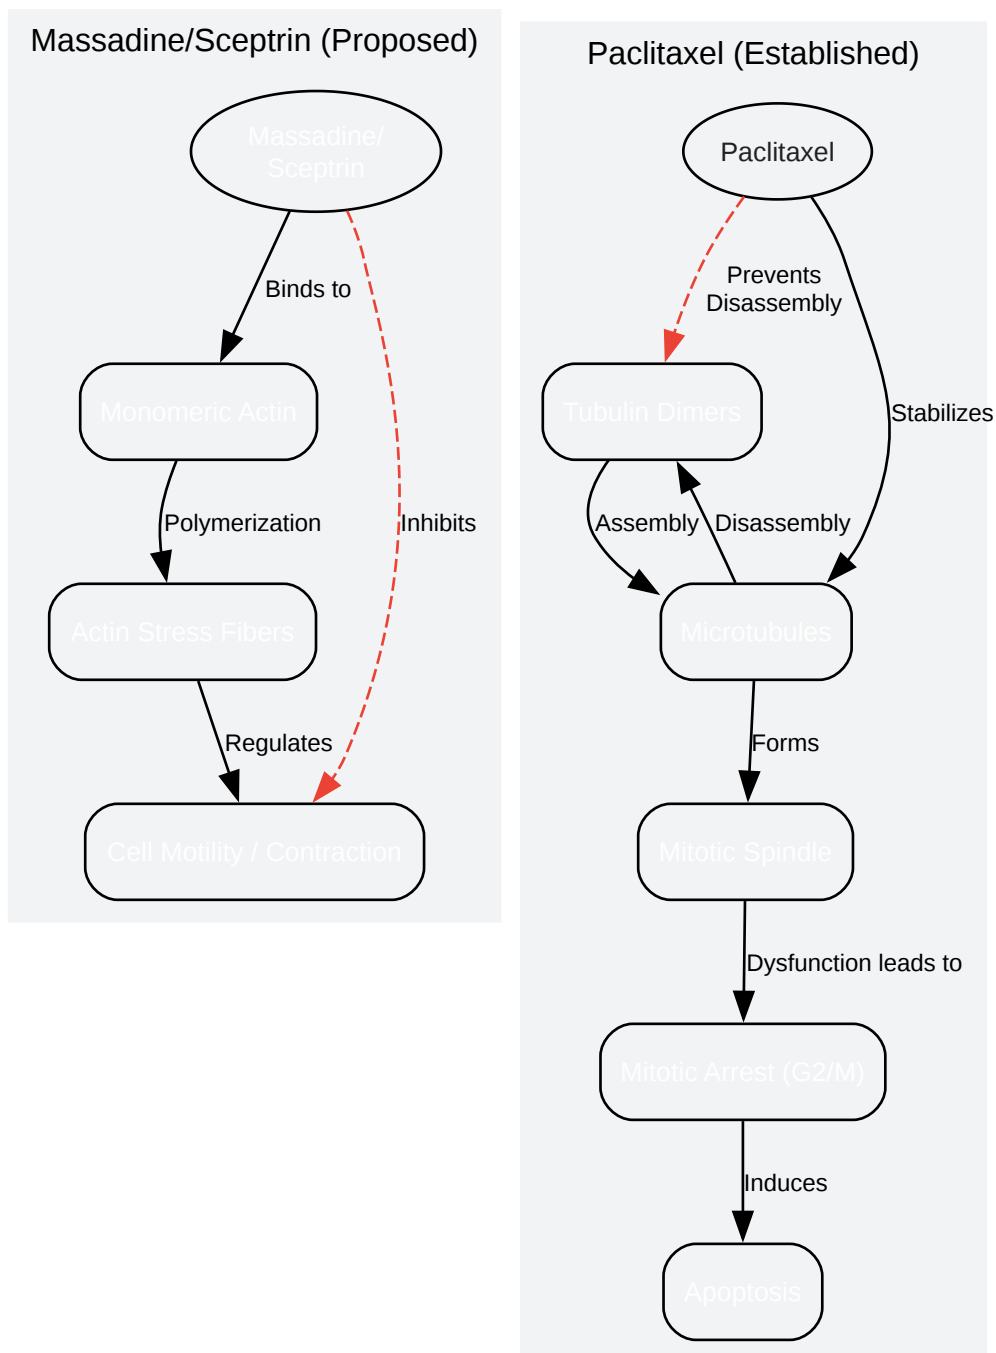 Massadine/Sceptrin (Proposed)
Massadine/
Sceptrin
Binds to
Monomeric Actin
Polymerization
Inhibits
Actin Stress Fibers
Regulates
Cell Motility / Contraction
Paclitaxel (Established)
Paclitaxel
Prevents
Disassembly
Tubulin Dimers
Stabilizes
Assembly
Disassembly
Microtubules
Forms
Mitotic Spindle
Dysfunction leads to
Mitotic Arrest (G2/M)
Induces
Apoptosis